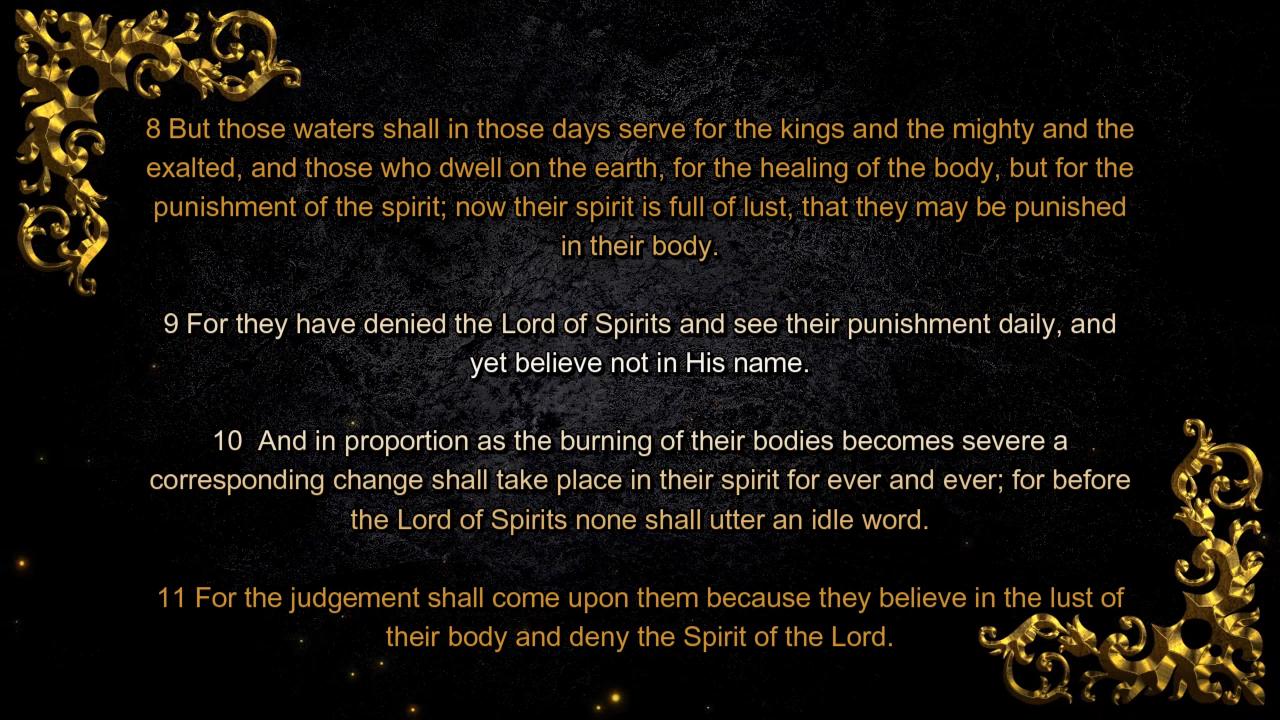 8 But those waters shall in those days serve for the kings and the mighty and the
exalted, and those who dwell on the earth, for the healing of the body, but for the
punishment of the spirit; now their spirit is full of lust, that they may be punished
in their body.
9 For they have denied the Lord of Spirits and see their punishment daily, and
yet believe not in His name.
10  And in proportion as the burning of their bodies becomes severe a
corresponding change shall take place in their spirit for ever and ever; for before
the Lord of Spirits none shall utter an idle word.
11 For the judgement shall come upon them because they believe in the lust of
their body and deny the Spirit of the Lord.